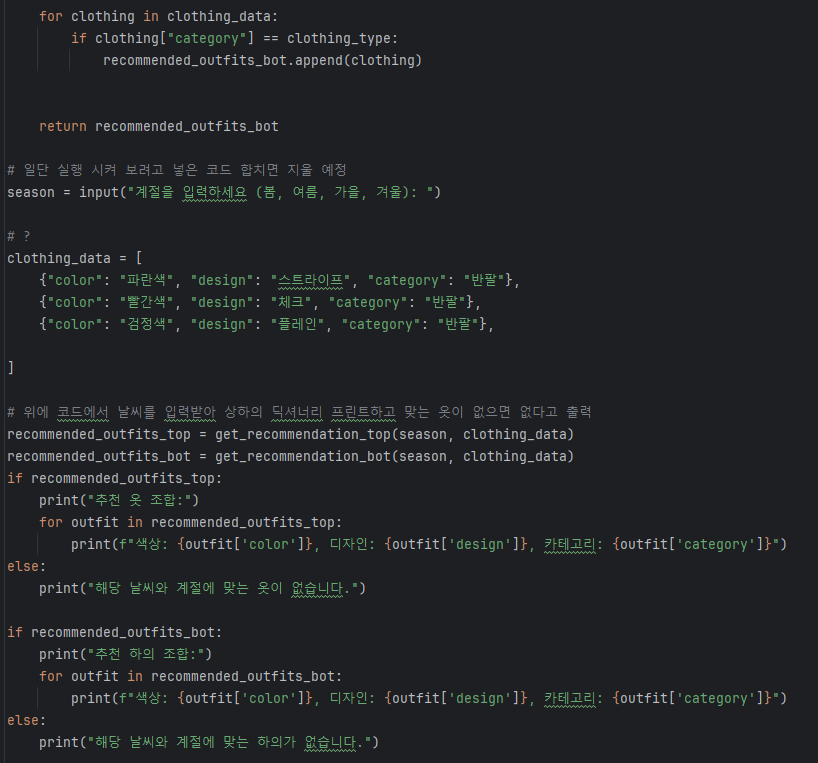 for clothing in clothing_data:
if clothing["category"] == clothing_type:
recommended_outfits_bot.append(clothing)
return recommended_outfits_bot
# 일단 실행 시켜 보려고 넣은 코드 합치면 지울 예정
season = input("계절을 입력하세요 (봄, 여름, 가을, 겨울): ")
# ?
clothing_data = [
{"color": "파란색", "design": "스트라이프", "category": "반팔"},
{"color": "빨간색", "design": "체크", "category": "반팔"},
{"color": "검정색", "design": "플레인", "category": "반팔"},
]
# 위에 코드에서 날씨를 입력받아 상하의 딕셔너리 프린트하고 맞는 옷이 없으면 없다고 출력
recommended_outfits_top = get_recommendation_top(season, clothing_data)
recommended_outfits_bot = get_recommendation_bot(season, clothing_data)
if recommended_outfits_top:
print("추천 옷 조합:")
for outfit in recommended_outfits_top:
print(f"색상: {outfit['color']}, 디자인: {outfit['design']}, 카테고리: {outfit['category']}")
else:
print("해당 날씨와 계절에 맞는 옷이 없습니다.")
if recommended_outfits_bot:
print("추천 하의 조합:")
for outfit in recommended_outfits_bot:
print(f"색상: {outfit['color']}, 디자인: {outfit['design']}, 카테고리: {outfit['category']}")
else:
print("해당 날씨와 계절에 맞는 하의가 없습니다.")